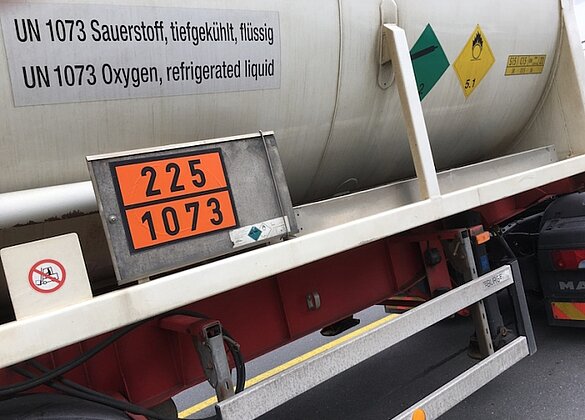 UN 1073 Sauerstoff, tiefgekühlt, flüssig
UN 1073 Oxygen, refrigerated liquid
2
5.1
225
1073